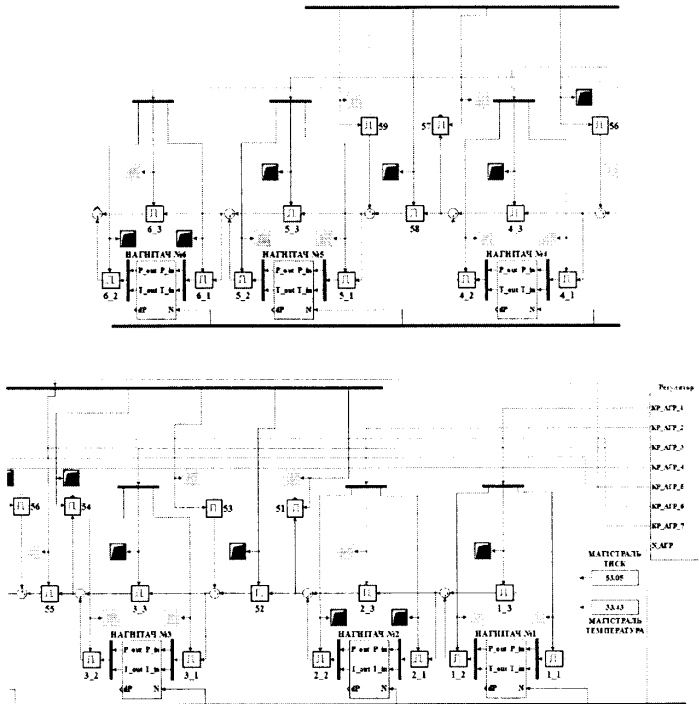 59
57
56
6_3
5_3
58
4_3
НАГНІТАЧ №6
НАГНІТАЧ №5
НАГНІТАЧ №4
P_out P_in
P_out P_in
P_out P_in
6_2
T_out T_in
6_1
5_2
T_out T_in
5_1
4_2
T_out T_in
4_1
dP N
dP N
dP N
Регулятор
КР_АГР_1
КР_АГР_2
КР_АГР_3
КР_АГР_4
КР_АГР_5
КР_АГР_6
КР_АГР_7
N_АГР
56
54
53
51
МАГІСТРАЛЬ
ТИСК
53.05
55
3_3
52
2_3
1_3
33.43
МАГІСТРАЛЬ
ТЕМПЕРАТУРА
НАГНІТАЧ №3
НАГНІТАЧ №2
НАГНІТАЧ №1
P_out P_in
P_out P_in
P_out P_in
3_2
T_out T_in
3_1
2_2
T_out T_in
2_1
1_2
T_out T_in
1_1
dP N
dP N
dP N